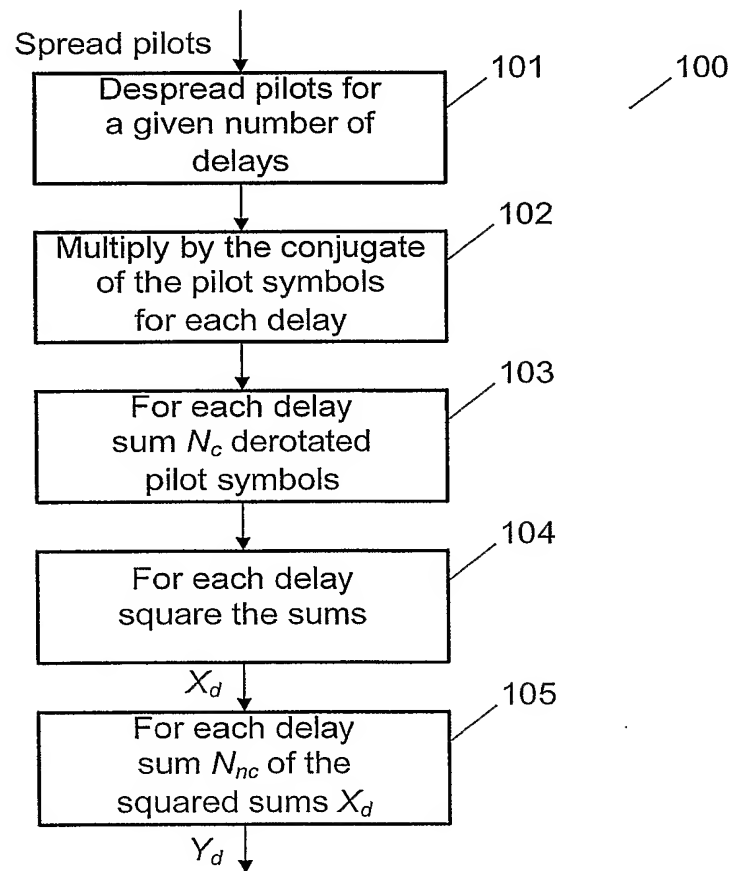 Spread pilots
101
100
Despread pilots for
a given number of
delays
102
Multiply by the conjugate
of the pilot symbols
for each delay
103
For each delay
sum Nc derotated
pilot symbols
104
For each delay
square the sums
Xd
105
For each delay
sum Nnc of the
squared sums Xd
Yd